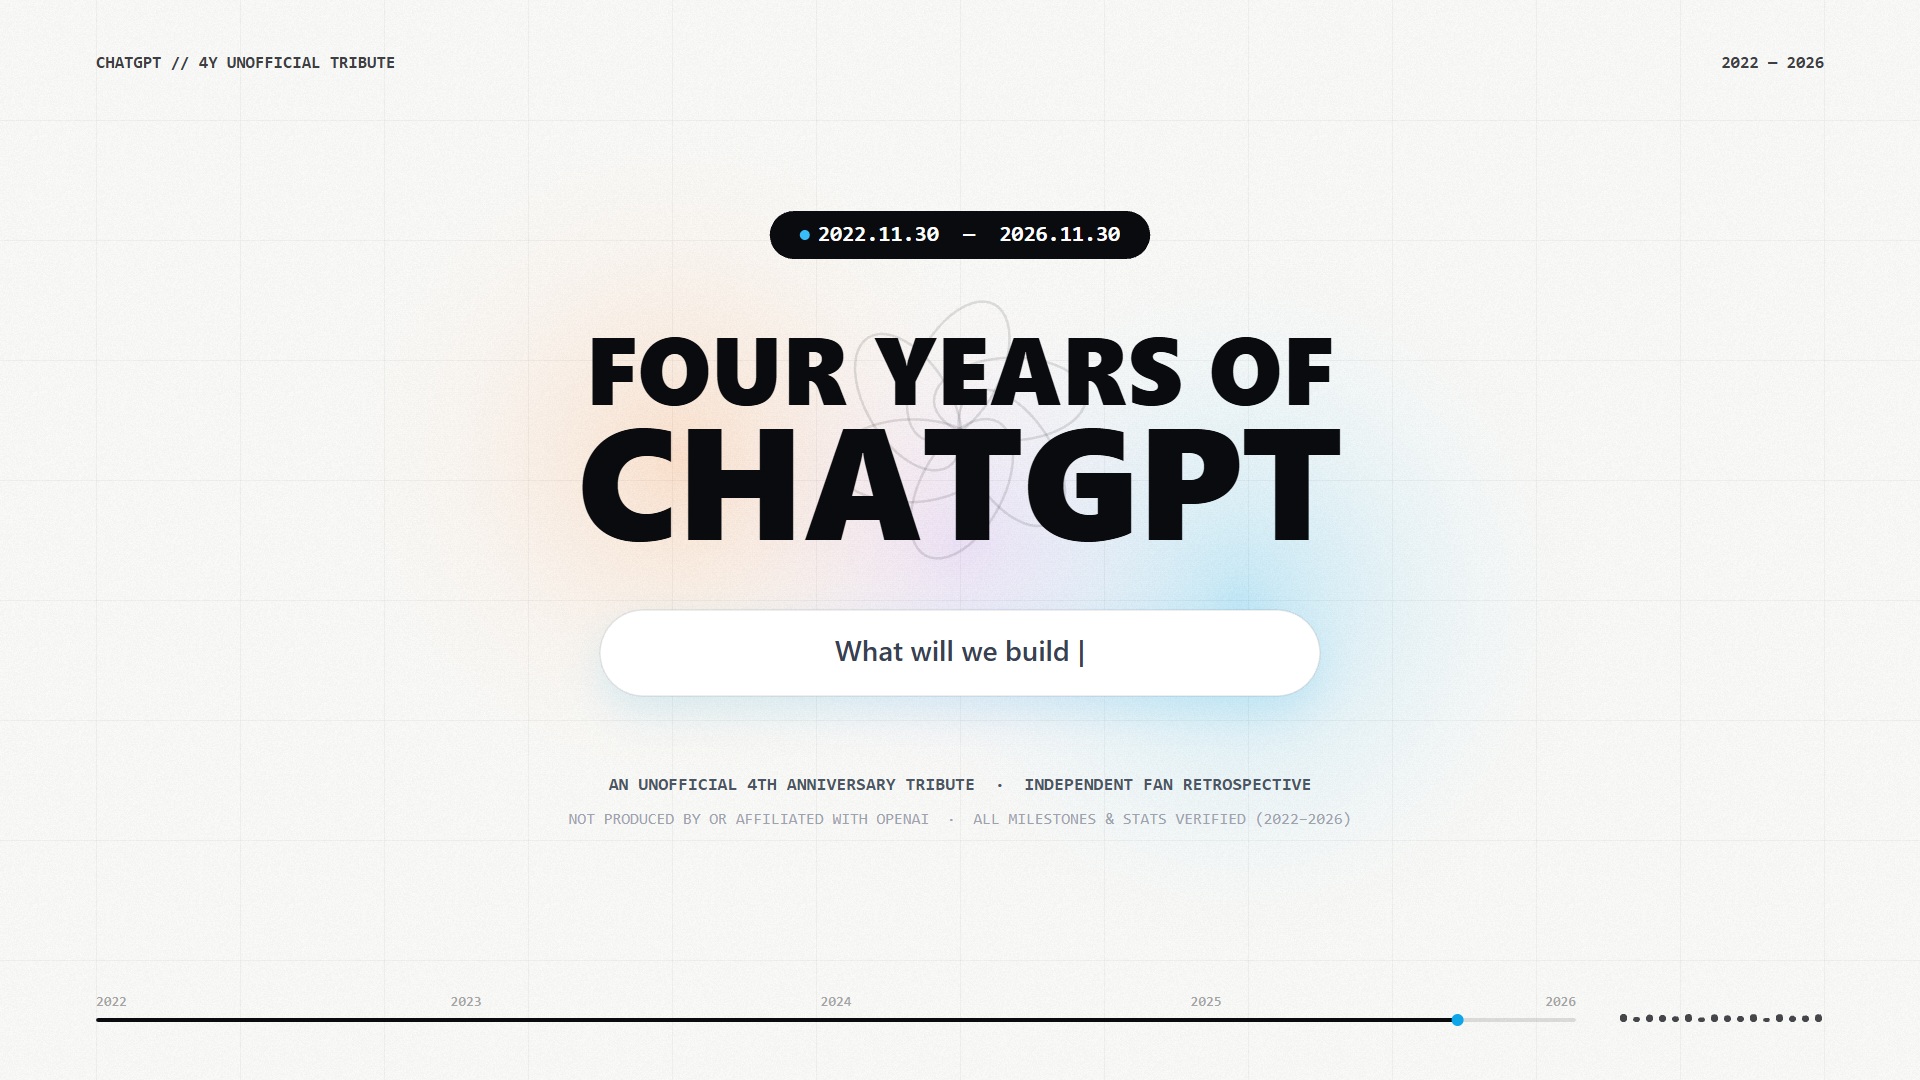 CHATGPT // 4Y UNOFFICIAL TRIBUTE
2022 — 2026
2022.11.30 — 2026.11.30
FOUR YEARS OF
CHATGPT
What will we build |
AN UNOFFICIAL 4TH ANNIVERSARY TRIBUTE · INDEPENDENT FAN RETROSPECTIVE
NOT PRODUCED BY OR AFFILIATED WITH OPENAI · ALL MILESTONES & STATS VERIFIED (2022–2026)
2022 2023 2024 2025 2026